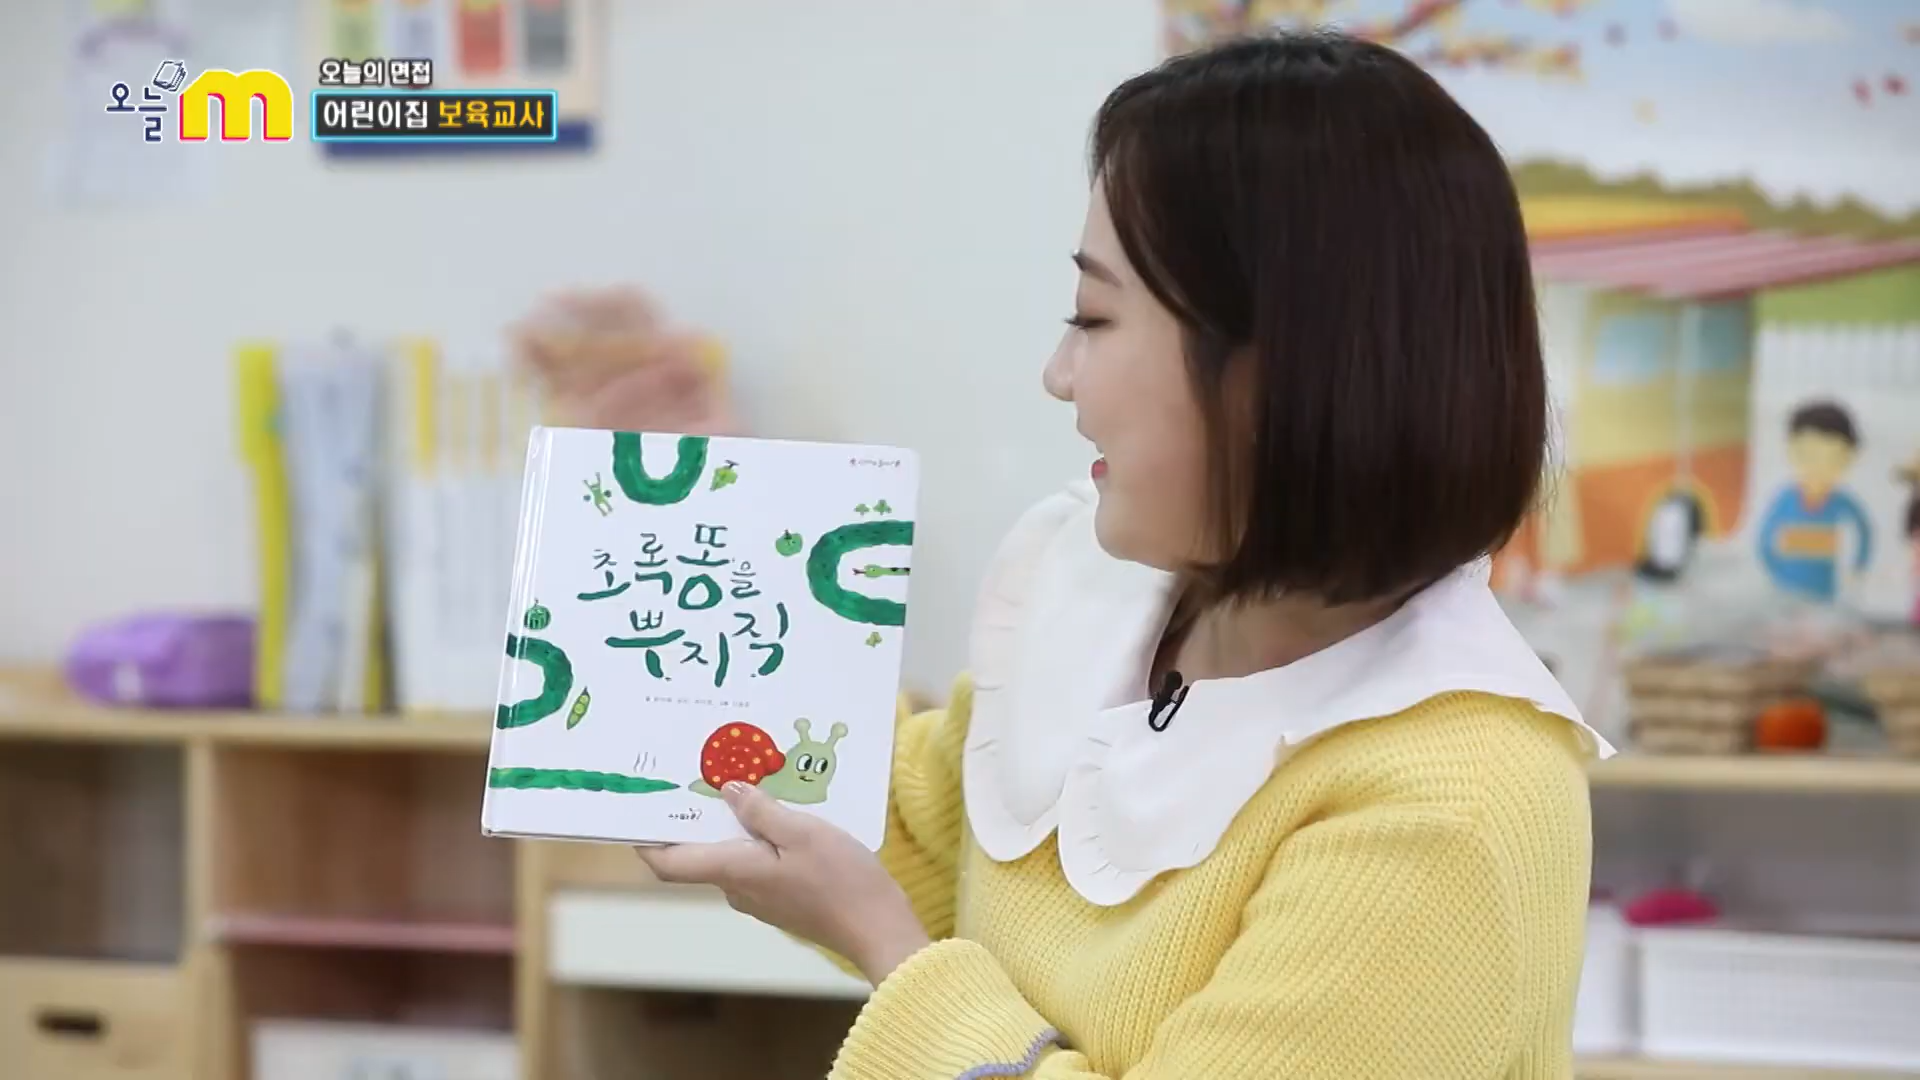 오늘m
오늘의 면접
어린이집 보육교사
초록똥을
뿌지직